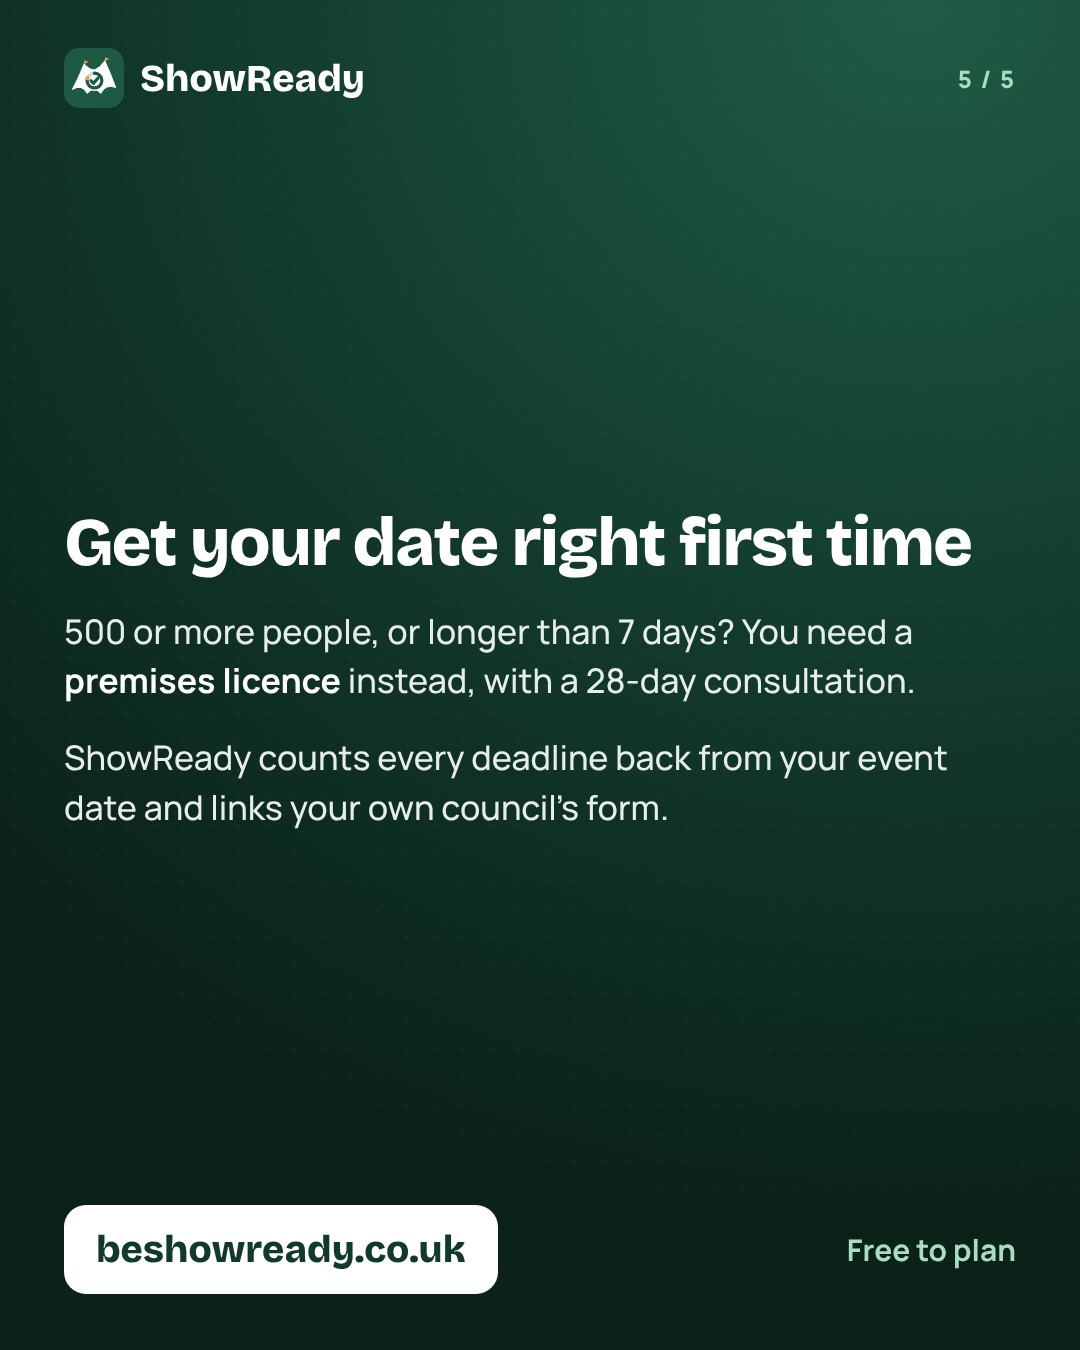 ShowReady
5 / 5
Get your date right first time
500 or more people, or longer than 7 days? You need a
premises licence instead, with a 28-day consultation.
ShowReady counts every deadline back from your event
date and links your own council’s form.
beshowready.co.uk
Free to plan